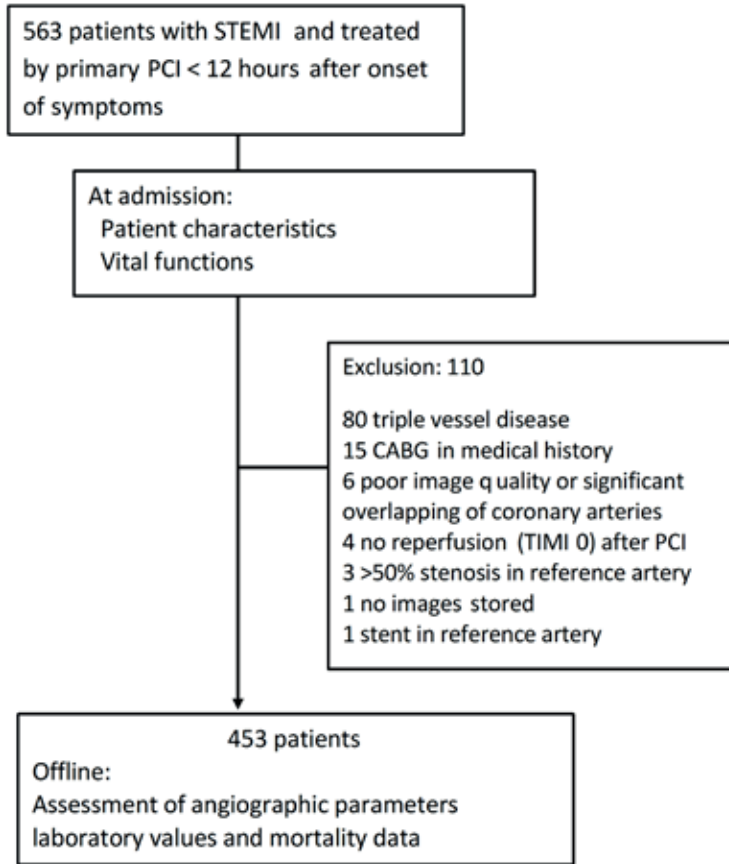 563 patients with STEMI and treated
by primary PCI < 12 hours after onset
of symptoms
At admission:
Patient characteristics
Vital functions
Exclusion: 110
80 triple vessel disease
15 CABG in medical history
6 poor image q uality or significant
overlapping of coronary arteries
4 no reperfusion (TIMI 0) after PCI
3 >50% stenosis in reference artery
1 no images stored
1 stent in reference artery
453 patients
Offline:
Assessment of angiographic parameters
laboratory values and mortality data